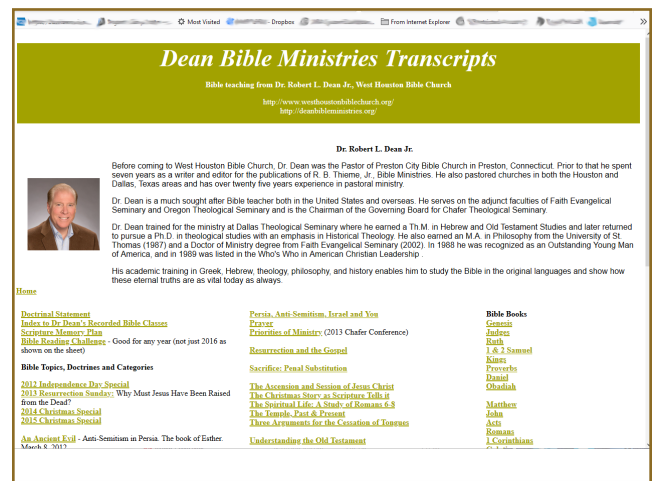 Most Visited
Dropbox
From Internet Explorer
Dean Bible Ministries Transcripts
Bible teaching from Dr. Robert L. Dean Jr., West Houston Bible Church
http://www.westhoustonbiblechurch.org/
http://deanbibleministries.org/
Dr. Robert L. Dean Jr.
Before coming to West Houston Bible Church, Dr. Dean was the Pastor of Preston City Bible Church in Preston, Connecticut. Prior to that he spent
seven years as a writer and editor for the publications of R. B. Thieme, Jr., Bible Ministries. He also pastored churches in both the Houston and
Dallas, Texas areas and has over twenty five years experience in pastoral ministry.
Dr. Dean is a much sought after Bible teacher both in the United States and overseas. He serves on the adjunct faculties of Faith Evangelical
Seminary and Oregon Theological Seminary and is the Chairman of the Governing Board for Chafer Theological Seminary.
Dr. Dean trained for the ministry at Dallas Theological Seminary where he earned a Th.M. in Hebrew and Old Testament Studies and later returned
to pursue a Ph.D. in theological studies with an emphasis in Historical Theology. He also earned an M.A. in Philosophy from the University of St.
Thomas (1987) and a Doctor of Ministry degree from Faith Evangelical Seminary (2002). In 1988 he was recognized as an Outstanding Young Man
of America, and in 1989 was listed in the Who's Who in American Christian Leadership .
His academic training in Greek, Hebrew, theology, philosophy, and history enables him to study the Bible in the original languages and show how
these eternal truths are as vital today as always.
Home
Doctrinal Statement
Index to Dr Dean's Recorded Bible Classes
Scripture Memory Plan
Bible Reading Challenge - Good for any year (not just 2016 as
shown on the sheet)
Bible Topics, Doctrines and Categories
2012 Independence Day Special
2013 Resurrection Sunday: Why Must Jesus Have Been Raised
from the Dead?
2014 Christmas Special
2015 Christmas Special
An Ancient Evil - Anti-Semitism in Persia. The book of Esther.
March 8, 2012
Persia, Anti-Semitism, Israel and You
Prayer
Priorities of Ministry (2013 Chafer Conference)
Resurrection and the Gospel
Sacrifice: Penal Substitution
The Ascension and Session of Jesus Christ
The Christmas Story as Scripture Tells it
The Spiritual Life: A Study of Romans 6-8
The Temple, Past & Present
Three Arguments for the Cessation of Tongues
Understanding the Old Testament
Bible Books
Genesis
Judges
Ruth
1 & 2 Samuel
Kings
Proverbs
Daniel
Obadiah
Matthew
John
Acts
Romans
1 Corinthians